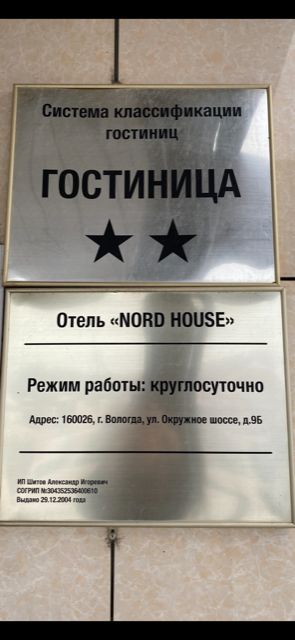 Система классификации
гостиниц
ГОСТИНИЦА
Отель «NORD HOUSE»
Режим работы: круглосуточно
Адрес: 160026, г. Вологда, ул. Окружное шоссе, д.9Б
ИП Шитов Александр Игоревич
СОГРИП №304352536400610
Выдано 29.12.2004 года